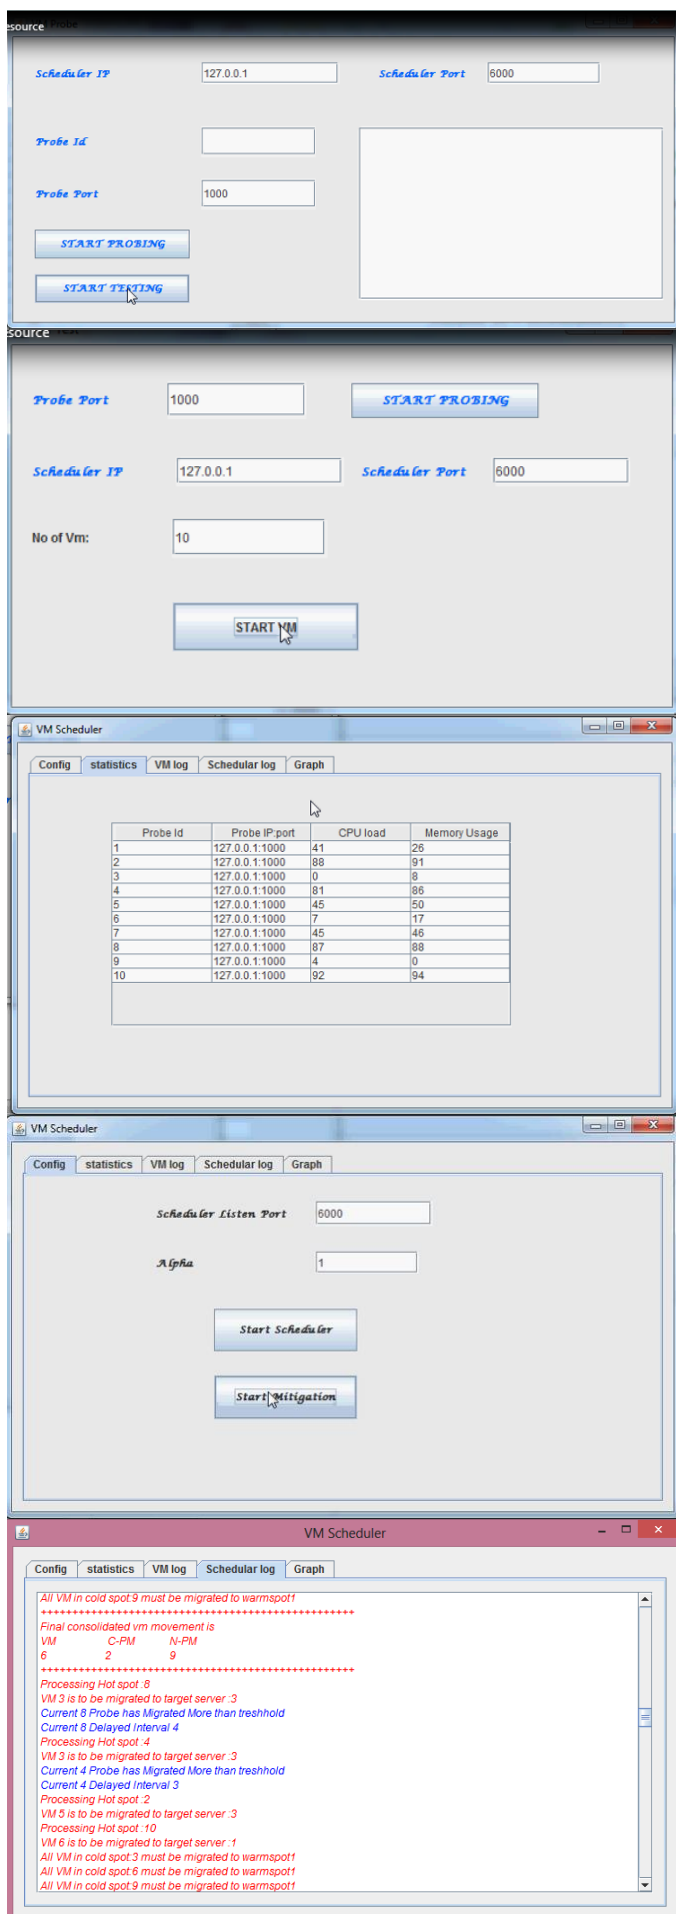 esource Probe
Scheduler IP 127.0.0.1 Scheduler Port 6000
Probe Id
Probe Port 1000
START PROBING
START TESTING
esource
Probe Port 1000 START PROBING
Scheduler IP 127.0.0.1 Scheduler Port 6000
No of Vm: 10
START VM
VM Scheduler
Config statistics VM log Schedular log Graph
Probe Id Probe IP:port CPU load Memory Usage
1 127.0.0.1:1000 41 26
2 127.0.0.1:1000 88 91
3 127.0.0.1:1000 0 8
4 127.0.0.1:1000 81 86
5 127.0.0.1:1000 45 50
6 127.0.0.1:1000 7 17
7 127.0.0.1:1000 45 46
8 127.0.0.1:1000 87 88
9 127.0.0.1:1000 4 0
10 127.0.0.1:1000 92 94
VM Scheduler
Config statistics VM log Schedular log Graph
Scheduler Listen Port 6000
Alpha 1
Start Scheduler
Start Mitigation
VM Scheduler
Config statistics VM log Schedular log Graph
All VM in cold spot:9 must be migrated to warmspot1
++++++++++++++++++++++++++++++++++++++++++++++++++
Final consolidated vm movement is
VM C-PM N-PM
6 2 9
++++++++++++++++++++++++++++++++++++++++++++++++++
Processing Hot spot :8
VM 3 is to be migrated to target server :3
Current 8 Probe has Migrated More than treshhold
Current 8 Delayed Interval 4
Processing Hot spot :4
VM 3 is to be migrated to target server :3
Current 4 Probe has Migrated More than treshhold
Current 4 Delayed Interval 3
Processing Hot spot :2
VM 5 is to be migrated to target server :3
Processing Hot spot :10
VM 6 is to be migrated to target server :1
All VM in cold spot:3 must be migrated to warmspot1
All VM in cold spot:6 must be migrated to warmspot1
All VM in cold spot:9 must be migrated to warmspot1